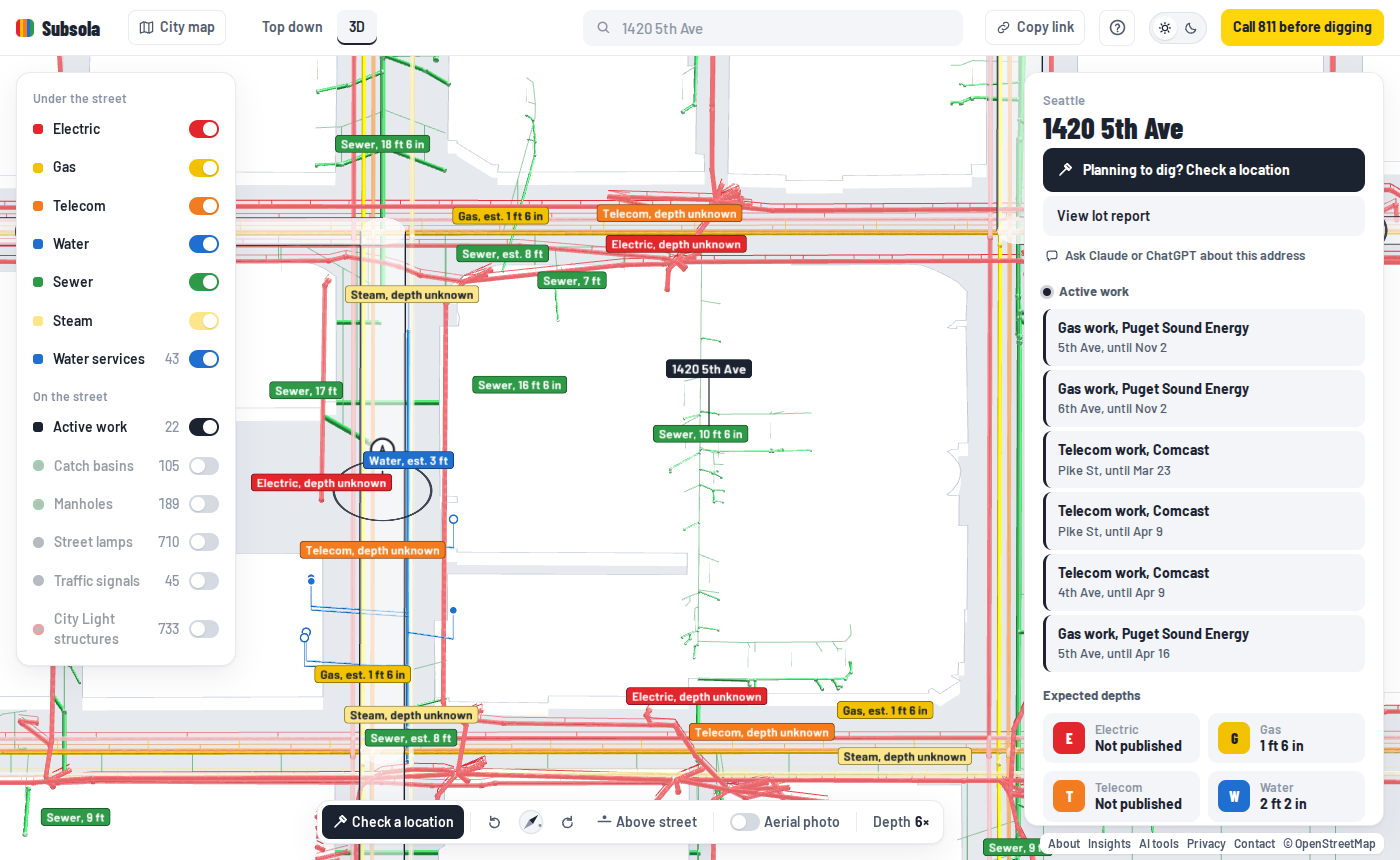 Subsola
City map
Top down
3D
1420 5th Ave
Copy link
Call 811 before digging
Under the street
Electric
Gas
Telecom
Water
Sewer
Steam
Water services 43
On the street
Active work 22
Catch basins 105
Manholes 189
Street lamps 710
Traffic signals 45
City Light
structures 733
Sewer, 18 ft 6 in
Gas, est. 1 ft 6 in
Telecom, depth unknown
Electric, depth unknown
Sewer, est. 8 ft
Sewer, 7 ft
Steam, depth unknown
1420 5th Ave
Sewer, 17 ft
Sewer, 16 ft 6 in
Sewer, 10 ft 6 in
Water, est. 3 ft
Electric, depth unknown
Telecom, depth unknown
Gas, est. 1 ft 6 in
Electric, depth unknown
Gas, est. 1 ft 6 in
Steam, depth unknown
Telecom, depth unknown
Sewer, est. 8 ft
Steam, depth unknown
Sewer, 9 ft
Sewer, 9
Check a location
Above street
Aerial photo
Depth 6×
Seattle
1420 5th Ave
Planning to dig? Check a location
View lot report
Ask Claude or ChatGPT about this address
Active work
Gas work, Puget Sound Energy
5th Ave, until Nov 2
Gas work, Puget Sound Energy
6th Ave, until Nov 2
Telecom work, Comcast
Pike St, until Mar 23
Telecom work, Comcast
Pike St, until Apr 9
Telecom work, Comcast
4th Ave, until Apr 9
Gas work, Puget Sound Energy
5th Ave, until Apr 16
Expected depths
E Electric
Not published
G Gas
1 ft 6 in
T Telecom
Not published
W Water
2 ft 2 in
About Insights AI tools Privacy Contact © OpenStreetMap